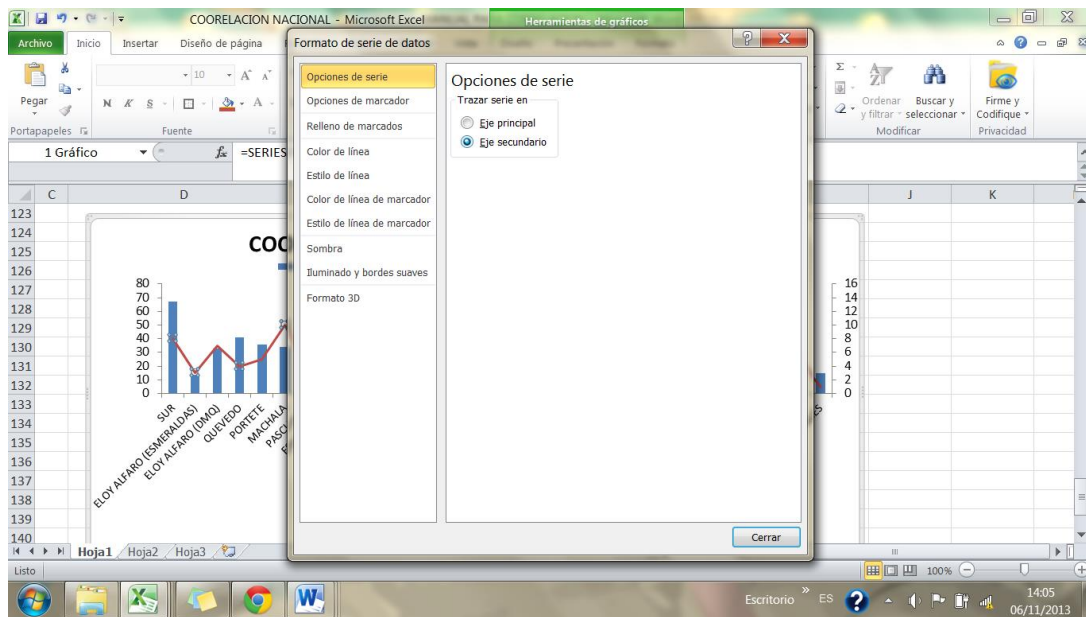 COORELACION NACIONAL - Microsoft Excel
Herramientas de gráficos
Archivo Inicio Insertar Diseño de página
Pegar
Portapapeles
10 A A
N K S A
Fuente
Σ
Ordenar y filtrar
Buscar y seleccionar
Modificar
Firme y Codifique
Privacidad
1 Gráfico fx =SERIES
C D J K
123
124
125
126
127
128
129
130
131
132
133
134
135
136
137
138
139
140
COO
80
70
60
50
40
30
20
10
0
SUR
ELOY ALFARO (ESMERALDAS)
ELOY ALFARO (DMQ)
QUEVEDO
PORTETE
MACHALA
16
14
12
10
8
6
4
2
0
Formato de serie de datos
Opciones de serie
Opciones de marcador
Relleno de marcados
Color de línea
Estilo de línea
Color de línea de marcador
Estilo de línea de marcador
Sombra
Iluminado y bordes suaves
Formato 3D
Opciones de serie
Trazar serie en
Eje principal
Eje secundario
Cerrar
Hoja1 Hoja2 Hoja3
Listo
100%
Escritorio » ES
14:05
06/11/2013